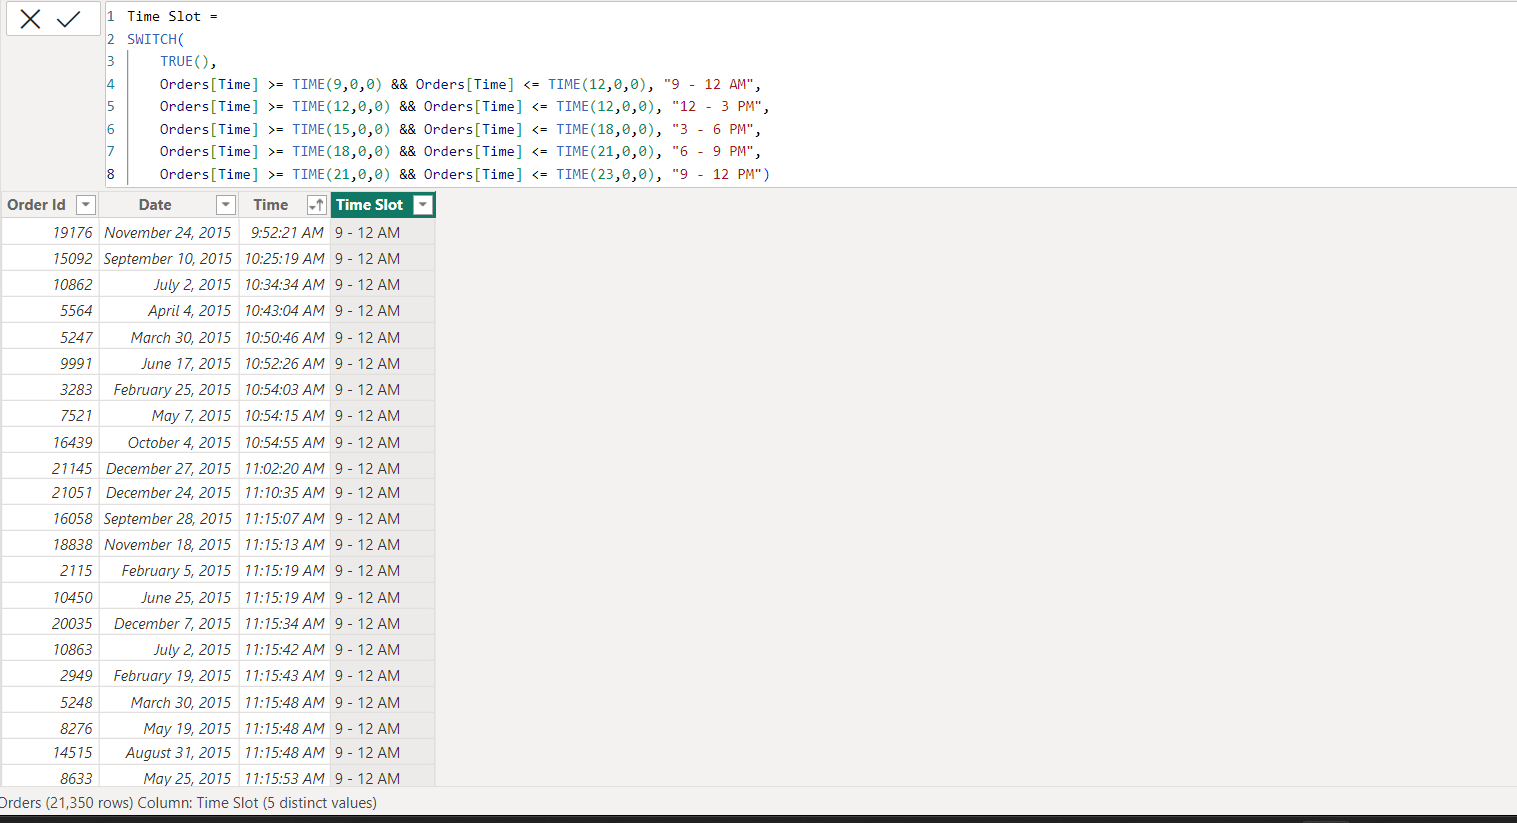 1 Time Slot =
2 SWITCH(
3 TRUE(),
4 Orders[Time] >= TIME(9,0,0) && Orders[Time] <= TIME(12,0,0), "9 - 12 AM",
5 Orders[Time] >= TIME(12,0,0) && Orders[Time] <= TIME(12,0,0), "12 - 3 PM",
6 Orders[Time] >= TIME(15,0,0) && Orders[Time] <= TIME(18,0,0), "3 - 6 PM",
7 Orders[Time] >= TIME(18,0,0) && Orders[Time] <= TIME(21,0,0), "6 - 9 PM",
8 Orders[Time] >= TIME(21,0,0) && Orders[Time] <= TIME(23,0,0), "9 - 12 PM")
Order Id Date Time Time Slot
19176 November 24, 2015 9:52:21 AM 9 - 12 AM
15092 September 10, 2015 10:25:19 AM 9 - 12 AM
10862 July 2, 2015 10:34:34 AM 9 - 12 AM
5564 April 4, 2015 10:43:04 AM 9 - 12 AM
5247 March 30, 2015 10:50:46 AM 9 - 12 AM
9991 June 17, 2015 10:52:26 AM 9 - 12 AM
3283 February 25, 2015 10:54:03 AM 9 - 12 AM
7521 May 7, 2015 10:54:15 AM 9 - 12 AM
16439 October 4, 2015 10:54:55 AM 9 - 12 AM
21145 December 27, 2015 11:02:20 AM 9 - 12 AM
21051 December 24, 2015 11:10:35 AM 9 - 12 AM
16058 September 28, 2015 11:15:07 AM 9 - 12 AM
18838 November 18, 2015 11:15:13 AM 9 - 12 AM
2115 February 5, 2015 11:15:19 AM 9 - 12 AM
10450 June 25, 2015 11:15:19 AM 9 - 12 AM
20035 December 7, 2015 11:15:34 AM 9 - 12 AM
10863 July 2, 2015 11:15:42 AM 9 - 12 AM
2949 February 19, 2015 11:15:43 AM 9 - 12 AM
5248 March 30, 2015 11:15:48 AM 9 - 12 AM
8276 May 19, 2015 11:15:48 AM 9 - 12 AM
14515 August 31, 2015 11:15:48 AM 9 - 12 AM
8633 May 25, 2015 11:15:53 AM 9 - 12 AM
Orders (21,350 rows) Column: Time Slot (5 distinct values)